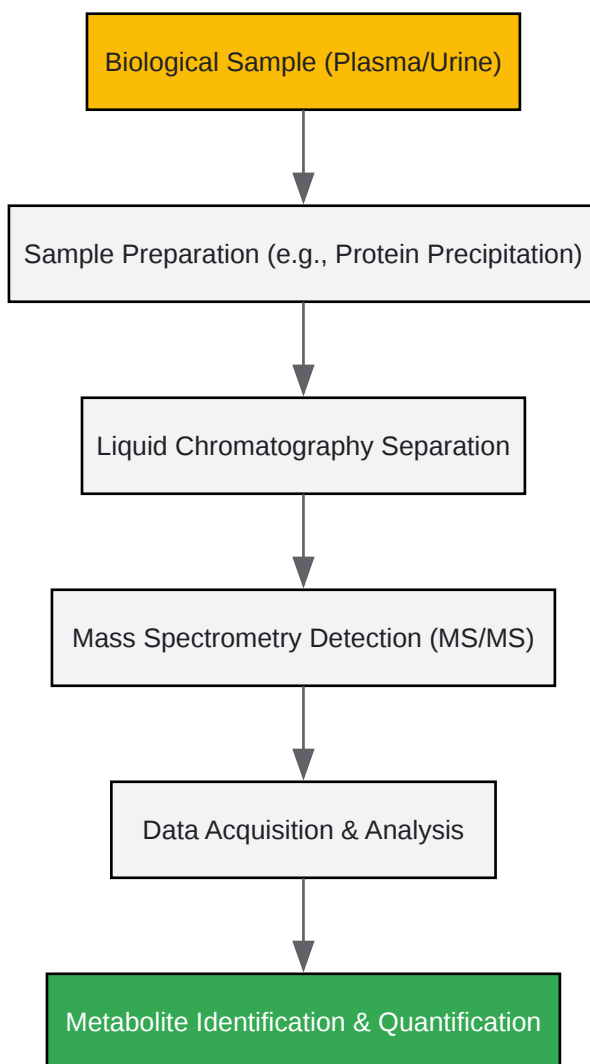 Biological Sample (Plasma/Urine)
Sample Preparation (e.g., Protein Precipitation)
Liquid Chromatography Separation
Mass Spectrometry Detection (MS/MS)
Data Acquisition & Analysis
Metabolite Identification & Quantification